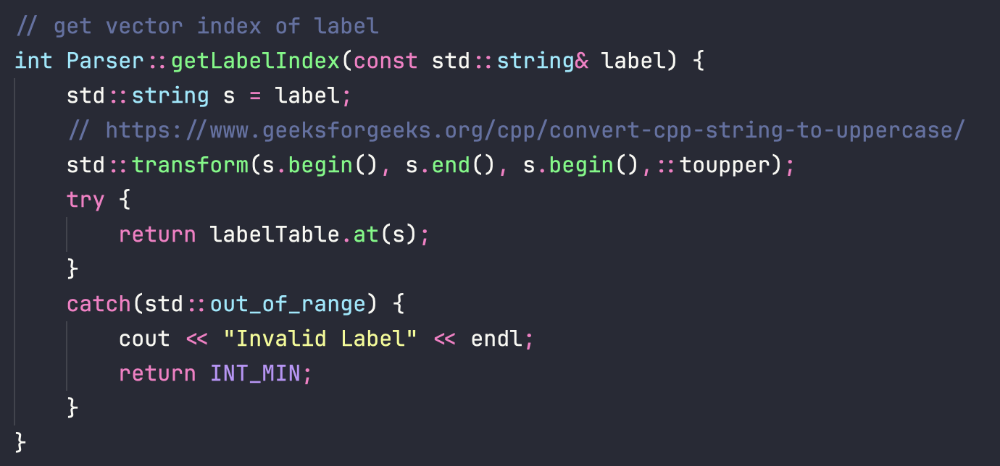 // get vector index of label
int Parser::getLabelIndex(const std::string& label) {
    std::string s = label;
    // https://www.geeksforgeeks.org/cpp/convert-cpp-string-to-uppercase/
    std::transform(s.begin(), s.end(), s.begin(),::toupper);
    try {
        return labelTable.at(s);
    }
    catch(std::out_of_range) {
        cout << "Invalid Label" << endl;
        return INT_MIN;
    }
}